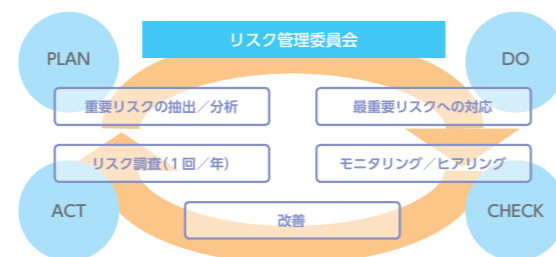 リスク管理委員会
PLAN
DO
重要リスクの抽出／分析
最重要リスクへの対応
リスク調査（1回／年）
モニタリング／ヒアリング
ACT
CHECK
改善